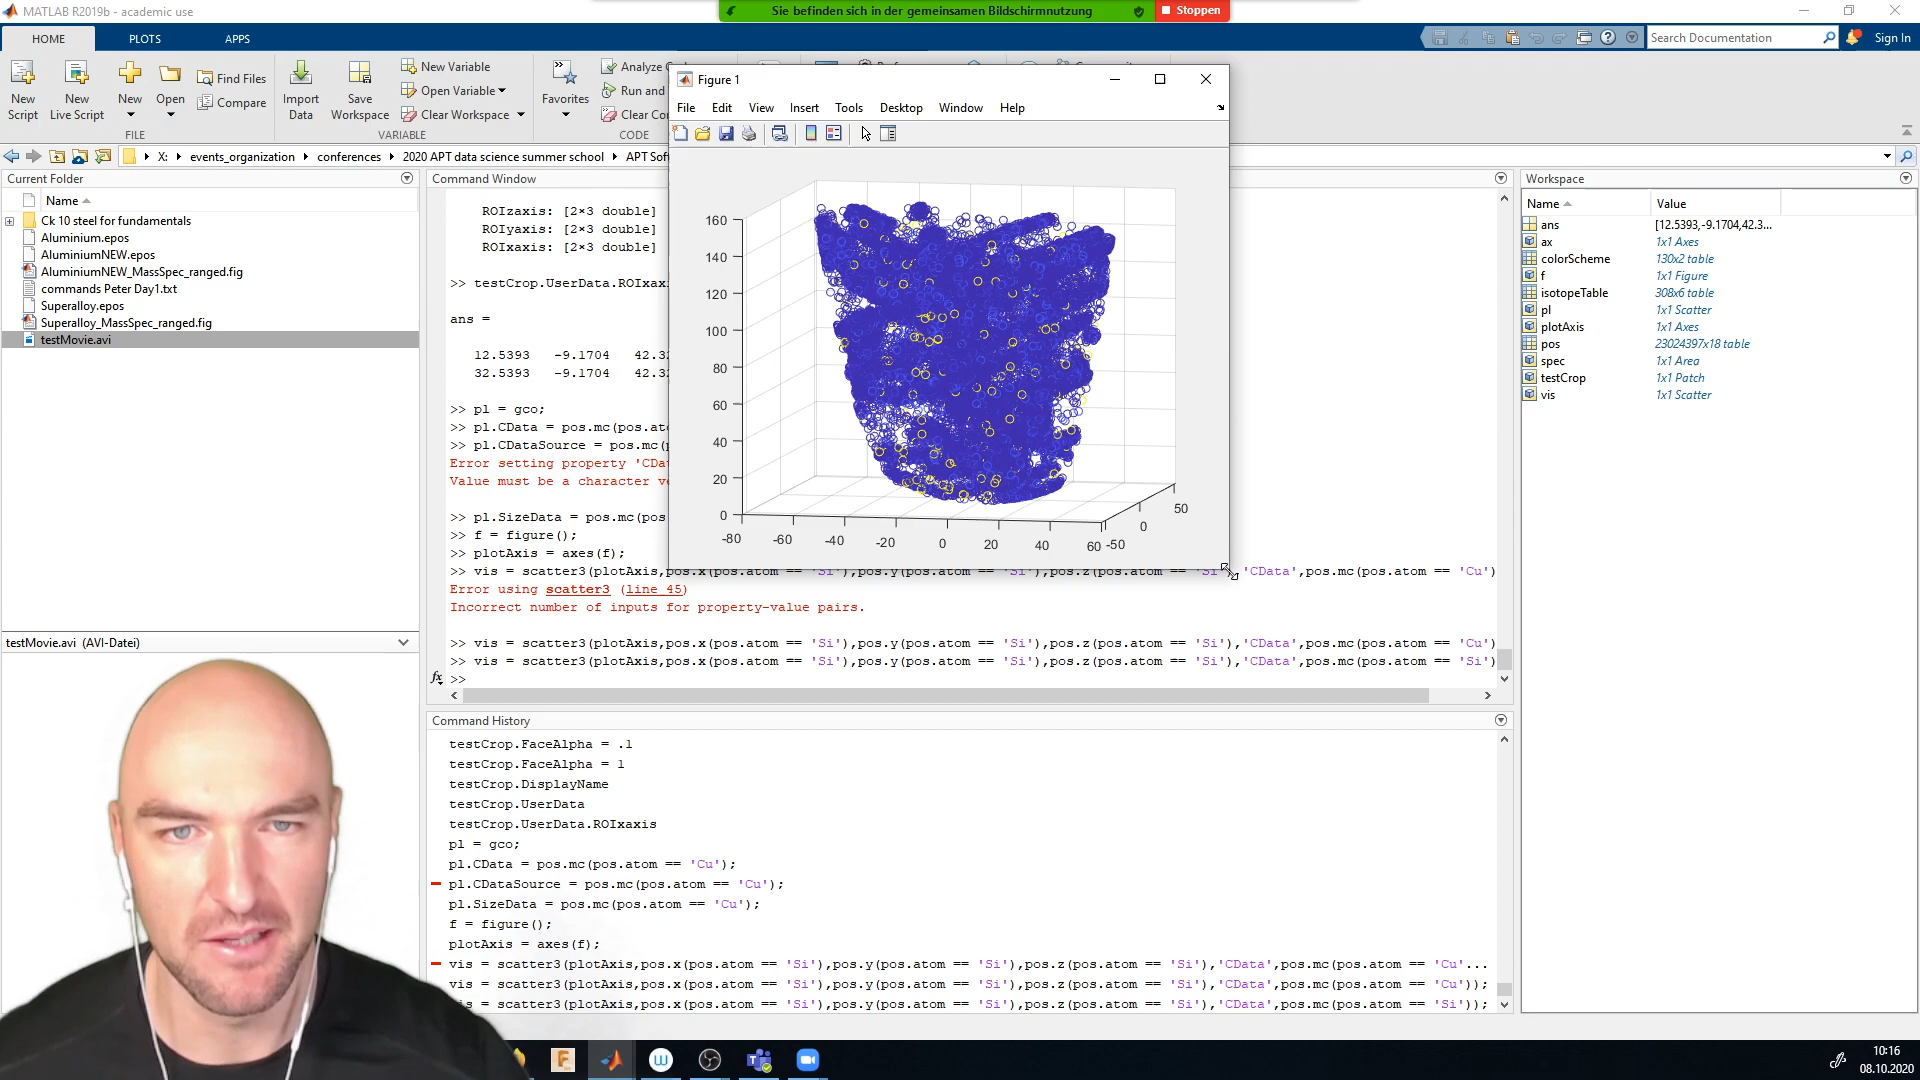 MATLAB R2019b - academic use
Sie befinden sich in der gemeinsamen Bildschirmnutzung
Stoppen
HOME
PLOTS
APPS
Search Documentation
Sign In
New Script
New Live Script
New
Open
Find Files
Compare
Import Data
Save Workspace
New Variable
Open Variable
Clear Workspace
Favorites
Analyze
Run and
Clear
FILE
VARIABLE
CODE
X:
events_organization
conferences
2020 APT data science summer school
Current Folder
Name
Ck 10 steel for fundamentals
Aluminium.epos
AluminiumNEW.epos
AluminiumNEW_MassSpec_ranged.fig
commands Peter Day1.txt
Superalloy.epos
Superalloy_MassSpec_ranged.fig
testMovie.avi
testMovie.avi (AVI-Datei)
Command Window
ROIzaxis: [2×3 double]
ROIyaxis: [2×3 double]
ROIxaxis: [2×3 double]
>> testCrop.UserData.ROIxax
ans =
12.5393 -9.1704 42.3
32.5393 -9.1704 42.3
>> pl = gco;
>> pl.CData = pos.mc(pos.at
>> pl.CDataSource = pos.mc(
Error setting property 'CDa
Value must be a character v
>> pl.SizeData = pos.mc(pos
>> f = figure();
>> plotAxis = axes(f);
>> vis = scatter3(plotAxis,pos.x(pos.atom == 'Si'),pos.y(pos.atom == 'Si'),pos.z(pos.atom == 'Si'),'CData',pos.mc(pos.atom == 'Cu')
Error using scatter3 (line 45)
Incorrect number of inputs for property-value pairs.
>> vis = scatter3(plotAxis,pos.x(pos.atom == 'Si'),pos.y(pos.atom == 'Si'),pos.z(pos.atom == 'Si'),'CData',pos.mc(pos.atom == 'Cu')
>> vis = scatter3(plotAxis,pos.x(pos.atom == 'Si'),pos.y(pos.atom == 'Si'),pos.z(pos.atom == 'Si'),'CData',pos.mc(pos.atom == 'Si')
fx >>
Figure 1
File Edit View Insert Tools Desktop Window Help
160
140
120
100
80
60
40
20
0
-80 -60 -40 -20 0 20 40 60
-50 0 50
Command History
testCrop.FaceAlpha = .1
testCrop.FaceAlpha = 1
testCrop.DisplayName
testCrop.UserData
testCrop.UserData.ROIxaxis
pl = gco;
pl.CData = pos.mc(pos.atom == 'Cu');
pl.CDataSource = pos.mc(pos.atom == 'Cu');
pl.SizeData = pos.mc(pos.atom == 'Cu');
f = figure();
plotAxis = axes(f);
vis = scatter3(plotAxis,pos.x(pos.atom == 'Si'),pos.y(pos.atom == 'Si'),pos.z(pos.atom == 'Si'),'CData',pos.mc(pos.atom == 'Cu'...
vis = scatter3(plotAxis,pos.x(pos.atom == 'Si'),pos.y(pos.atom == 'Si'),pos.z(pos.atom == 'Si'),'CData',pos.mc(pos.atom == 'Cu'));
is = scatter3(plotAxis,pos.x(pos.atom == 'Si'),pos.y(pos.atom == 'Si'),pos.z(pos.atom == 'Si'),'CData',pos.mc(pos.atom == 'Si'));
Workspace
Name Value
ans [12.5393,-9.1704,42.3...
ax 1x1 Axes
colorScheme 130x2 table
f 1x1 Figure
isotopeTable 308x6 table
pl 1x1 Scatter
plotAxis 1x1 Axes
pos 23024397x18 table
spec 1x1 Area
testCrop 1x1 Patch
vis 1x1 Scatter
10:16
08.10.2020